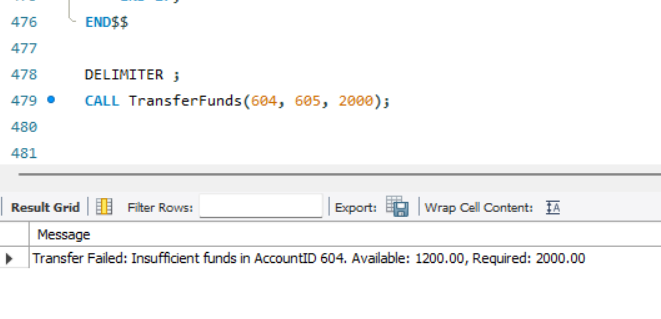 476 END$$
477
478 DELIMITER ;
479 CALL TransferFunds(604, 605, 2000);
480
481
Result Grid Filter Rows: Export: Wrap Cell Content:
Message
Transfer Failed: Insufficient funds in AccountID 604. Available: 1200.00, Required: 2000.00